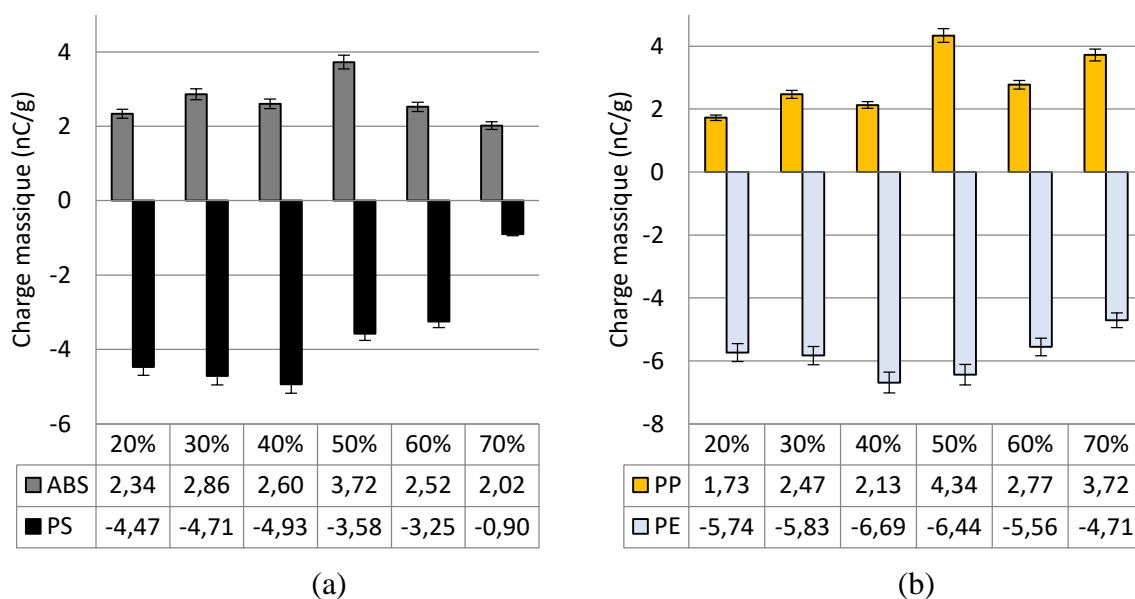 Charge massique (nC/g)
4
2
0
-2
-4
-6
20% 30% 40% 50% 60% 70%
ABS 2,34 2,86 2,60 3,72 2,52 2,02
PS -4,47 -4,71 -4,93 -3,58 -3,25 -0,90
(a)
Charge massique (nC/g)
4
2
0
-2
-4
-6
-8
20% 30% 40% 50% 60% 70%
PP 1,73 2,47 2,13 4,34 2,77 3,72
PE -5,74 -5,83 -6,69 -6,44 -5,56 -4,71
(b)